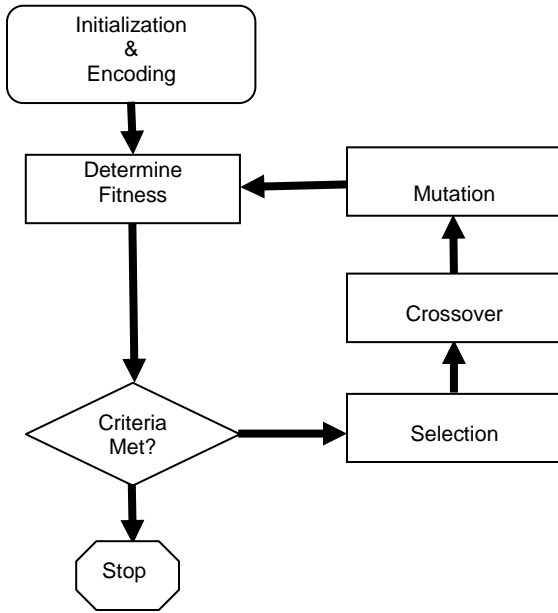 Initialization
&
Encoding
Determine
Fitness
Mutation
Crossover
Criteria
Met?
Selection
Stop